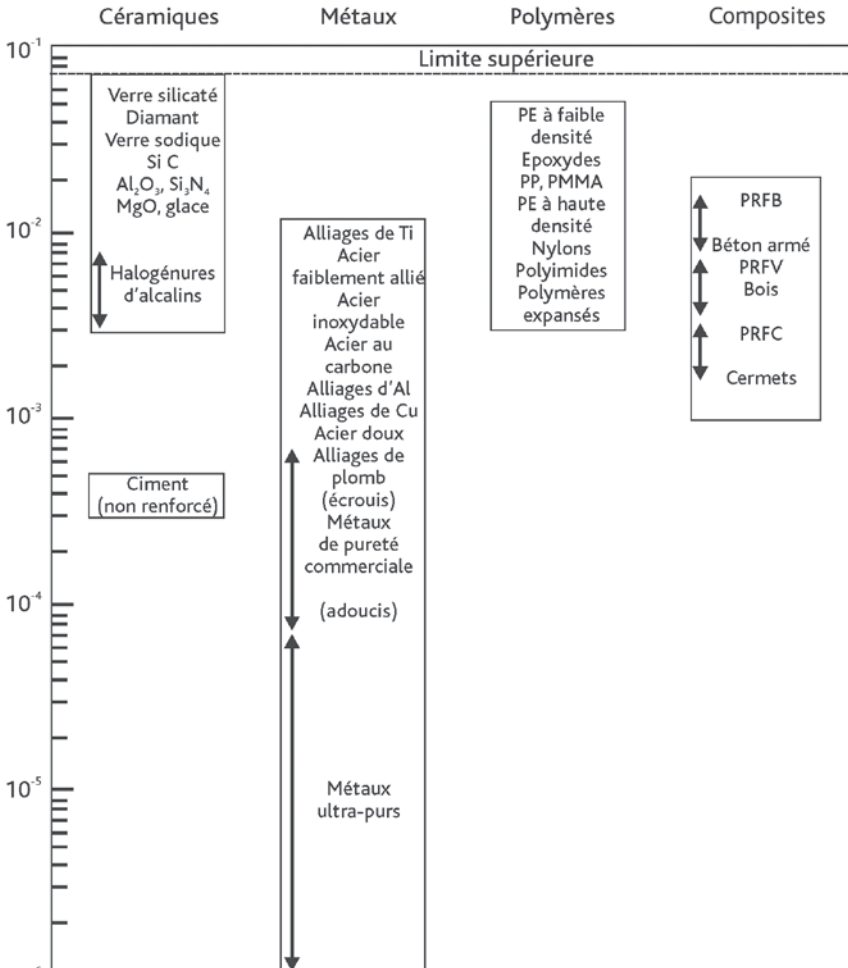 Céramiques
Métaux
Polymères
Composites
10⁻¹
Limite supérieure
Verre silicaté
Diamant
Verre sodique
Si C
Al₂O₃, Si₃N₄
MgO, glace
Halogénures
d'alcalins
Ciment
(non renforcé)
Alliages de Ti
Acier
faiblement allié
Acier
inoxydable
Acier au
carbone
Alliages d'Al
Alliages de Cu
Acier doux
Alliages de
plomb
(écrouis)
Métaux
de pureté
commerciale
(adoucis)
Métaux
ultra-purs
PE à faible
densité
Epoxydes
PP, PMMA
PE à haute
densité
Nylons
Polyimides
Polymères
expansés
PRFB
Béton armé
PRFV
Bois
PRFC
Cermets
10⁻²
10⁻³
10⁻⁴
10⁻⁵